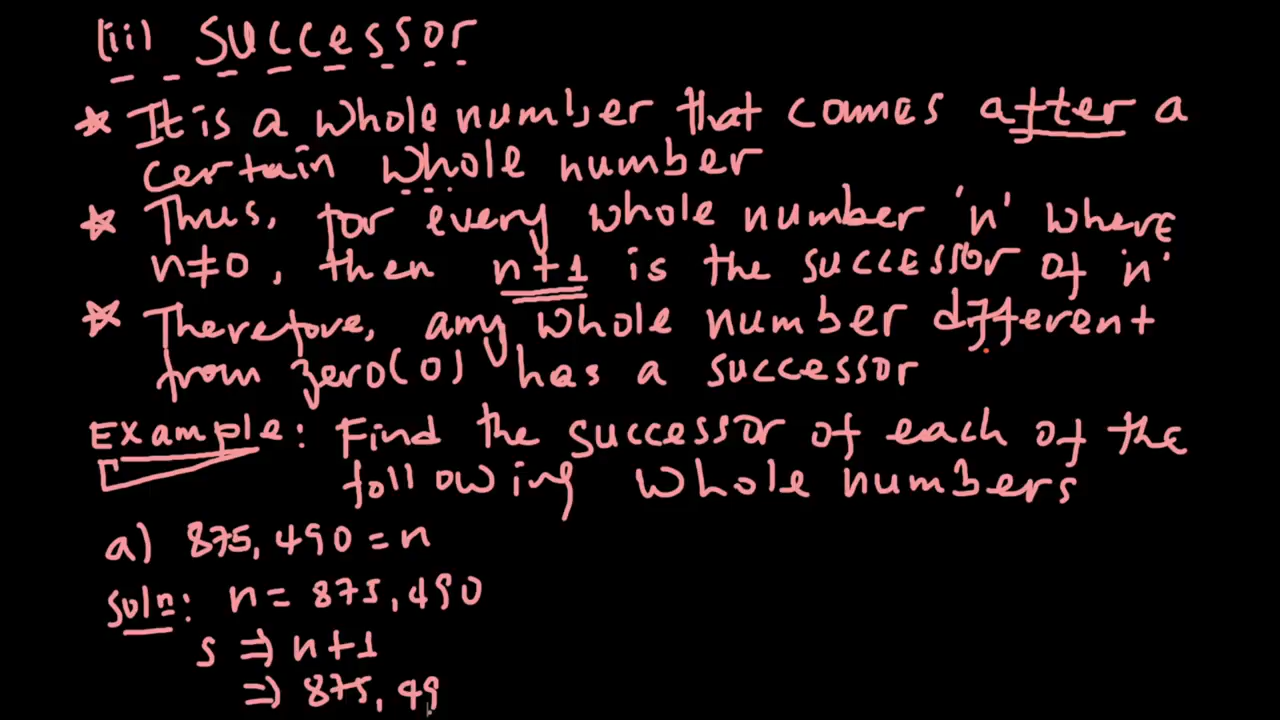 (iii) Successor
* It is a whole number that comes after a
certain whole number
* Thus, for every whole number 'n' where
n≠0, then n+1 is the successor of 'n'
* Therefore, any whole number different
from zero(0) has a successor
Example: Find the successor of each of the
following whole numbers
a) 875,490 = n
Soln: n = 875,490
s ⇒ n+1
⇒ 875,49